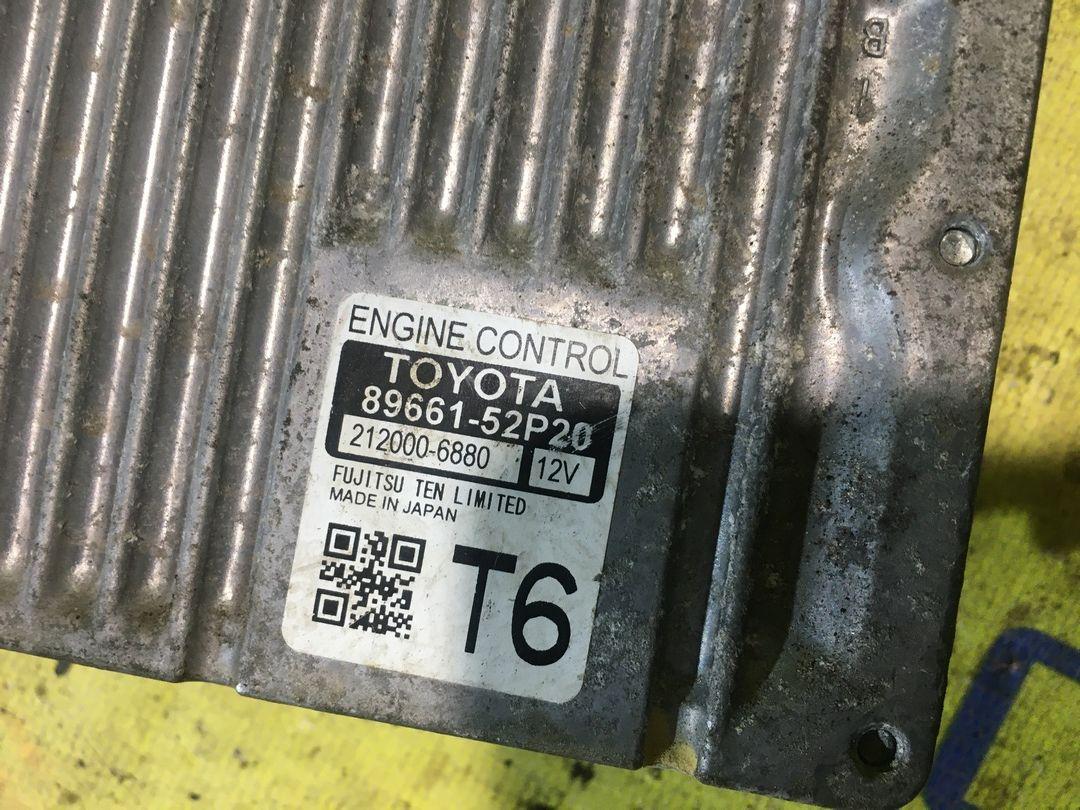 ENGINE CONTROL
TOYOTA
89661-52P20
212000-6880 12V
FUJITSU TEN LIMITED
MADE IN JAPAN
T6